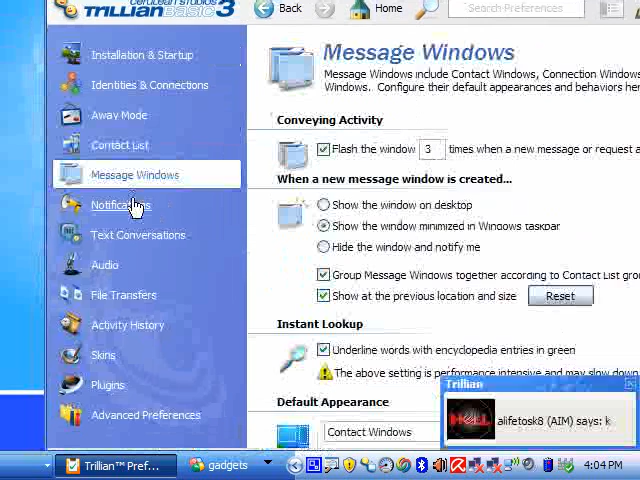 cerulean studios
TRILLIAN BASIC 3
Back
Home
Search Preferences
Installation & Startup
Identities & Connections
Away Mode
Contact List
Message Windows
Notifications
Text Conversations
Audio
File Transfers
Activity History
Skins
Plugins
Advanced Preferences
Message Windows
Message Windows include Contact Windows, Connection Windows
Windows. Configure their default appearances and behaviors here
Conveying Activity
Flash the window 3 times when a new message or request a
When a new message window is created...
Show the window on desktop
Show the window minimized in Windows taskbar
Hide the window and notify me
Group Message Windows together according to Contact List grou
Show at the previous location and size
Reset
Instant Lookup
Underline words with encyclopedia entries in green
The above setting is performance intensive and may slow down
Default Appearance
Contact Windows
Trillian
HELL
alifetosk8 (AIM) says: k
Trillian™ Pref...
gadgets
4:04 PM